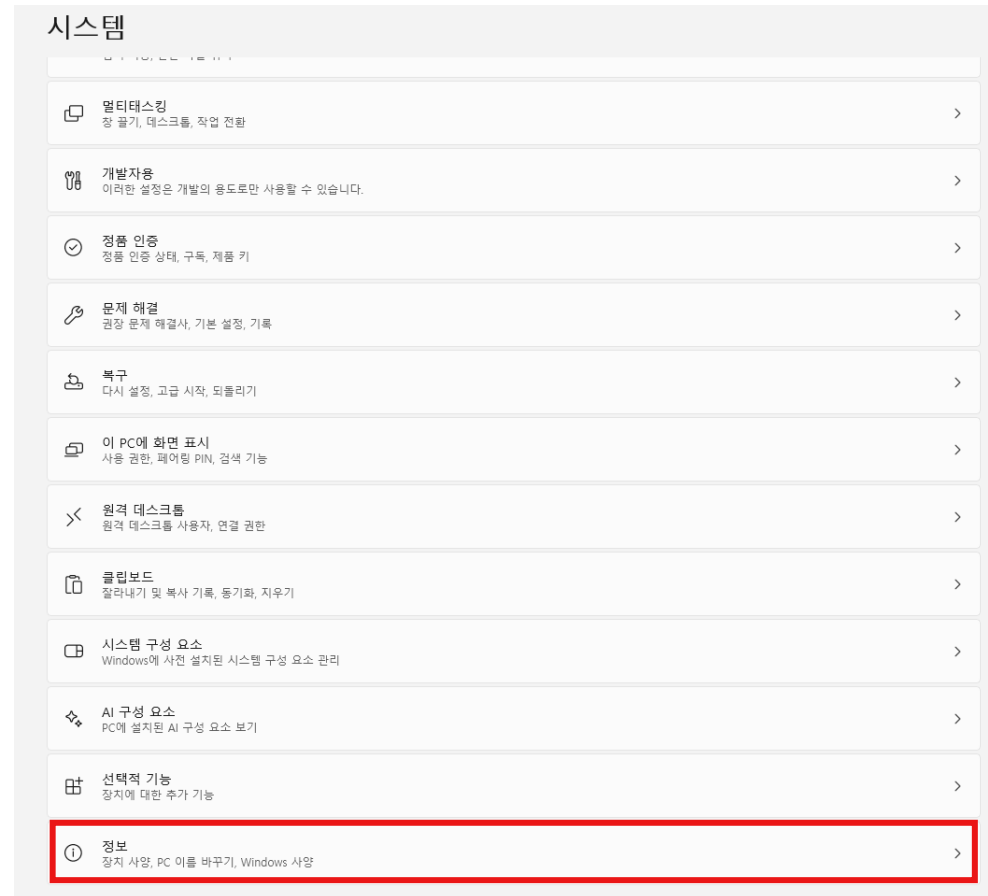 시스템
멀티태스킹
창 끌기, 데스크톱, 작업 전환
개발자용
이러한 설정은 개발의 용도로만 사용할 수 있습니다.
정품 인증
정품 인증 상태, 구독, 제품 키
문제 해결
권장 문제 해결사, 기본 설정, 기록
복구
다시 설정, 고급 시작, 되돌리기
이 PC에 화면 표시
사용 권한, 페어링 PIN, 검색 기능
원격 데스크톱
원격 데스크톱 사용자, 연결 권한
클립보드
잘라내기 및 복사 기록, 동기화, 지우기
시스템 구성 요소
Windows에 사전 설치된 시스템 구성 요소 관리
AI 구성 요소
PC에 설치된 AI 구성 요소 보기
선택적 기능
장치에 대한 추가 기능
정보
장치 사양, PC 이름 바꾸기, Windows 사양